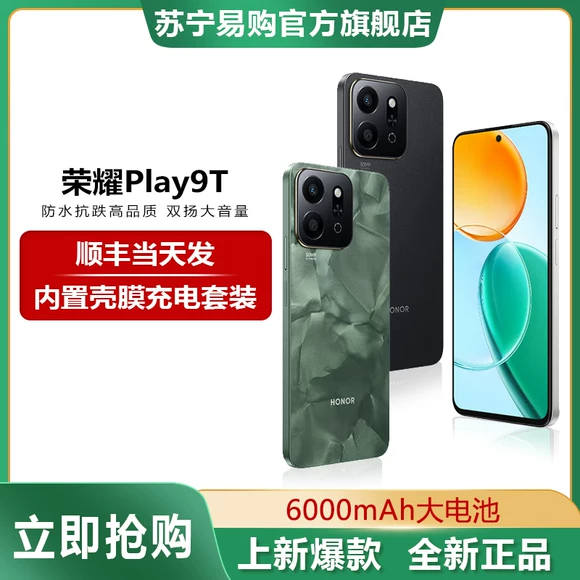 苏宁易购官方旗舰店
荣耀Play9T
防水抗跌高品质 双扬大音量
顺丰当天发
内置壳膜充电套装
50MP
HONOR
HONOR
6000mAh大电池
立即抢购
上新爆款 全新正品